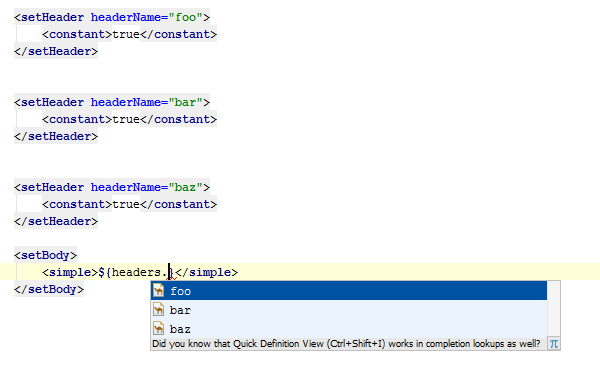 <setHeader headerName="foo">
    <constant>true</constant>
</setHeader>
<setHeader headerName="bar">
    <constant>true</constant>
</setHeader>
<setHeader headerName="baz">
    <constant>true</constant>
</setHeader>
<setBody>
    <simple>${headers.}</simple>
</setBody>
foo
bar
baz
Did you know that Quick Definition View (Ctrl+Shift+I) works in completion lookups as well? π